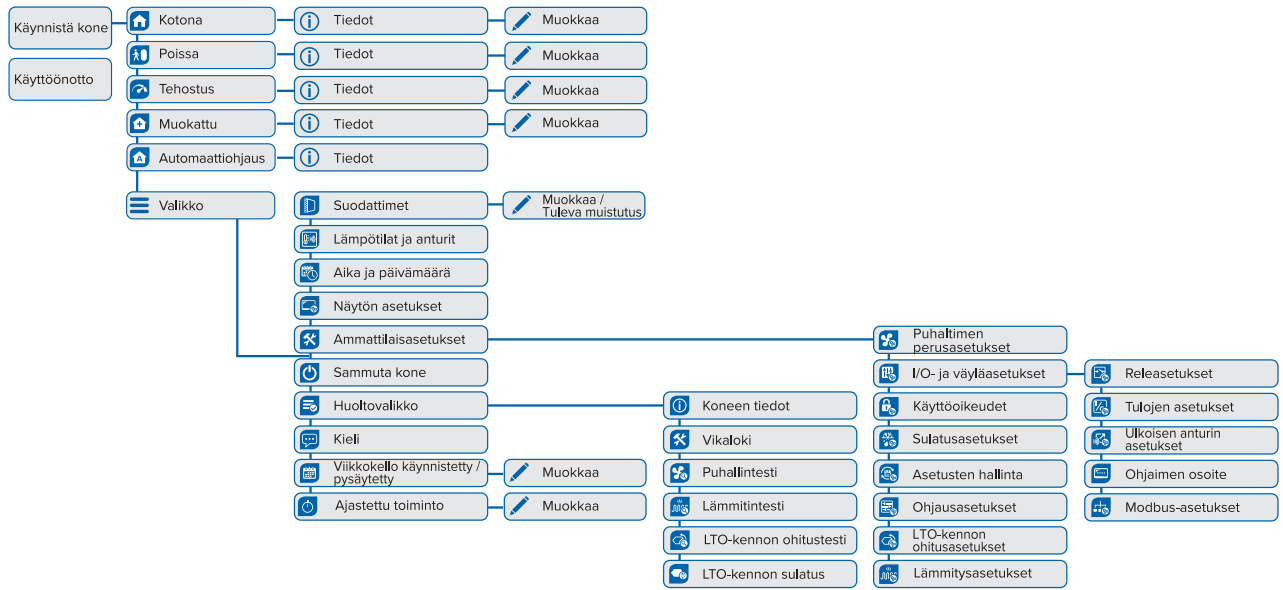 Käynnistä kone
Kotona
Tiedot
Muokkaa
Käyttöönotto
Poissa
Tiedot
Muokkaa
Tehostus
Tiedot
Muokkaa
Muokattu
Tiedot
Muokkaa
Automaattiohjaus
Tiedot
Valikko
Suodattimet
Muokkaa /
Tuleva muistutus
Lämpötilat ja anturit
Aika ja päivämäärä
Näytön asetukset
Ammattilaisasetukset
Sammuta kone
Huoltovalikko
Kieli
Viikkokello käynnistetty /
pysäytetty
Muokkaa
Ajastettu toiminto
Muokkaa
Koneen tiedot
Vikaloki
Puhallintesti
Lämmitintesti
LTO-kennon ohitustesti
LTO-kennon sulatus
Puhaltimen
perusasetukset
I/O- ja väyläasetukset
Käyttöoikeudet
Sulatusasetukset
Asetusten hallinta
Ohjausasetukset
LTO-kennon
ohitusasetukset
Lämmitysasetukset
Releasetukset
Tulojen asetukset
Ulkoisen anturin
asetukset
Ohjaimen osoite
Modbus-asetukset